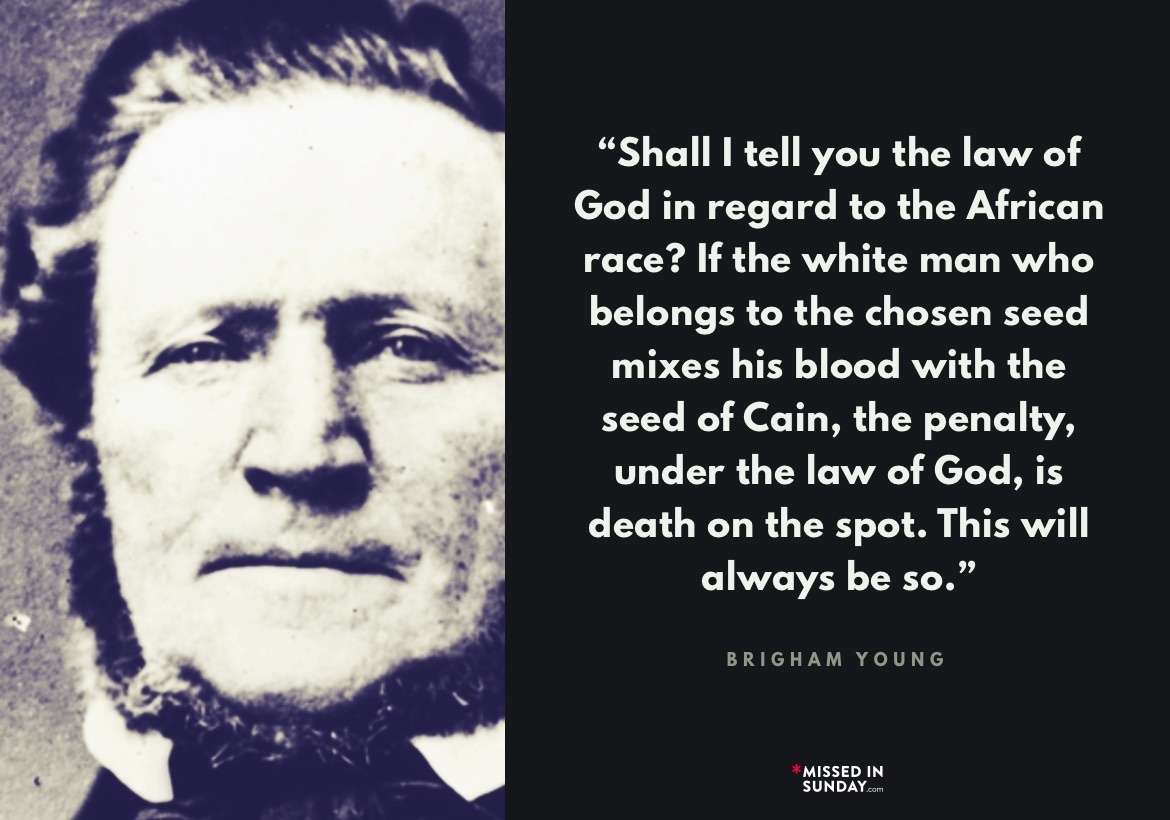 “Shall I tell you the law of
God in regard to the African
race? If the white man who
belongs to the chosen seed
mixes his blood with the
seed of Cain, the penalty,
under the law of God, is
death on the spot. This will
always be so.”
BRIGHAM YOUNG
*MISSED IN
SUNDAY.com